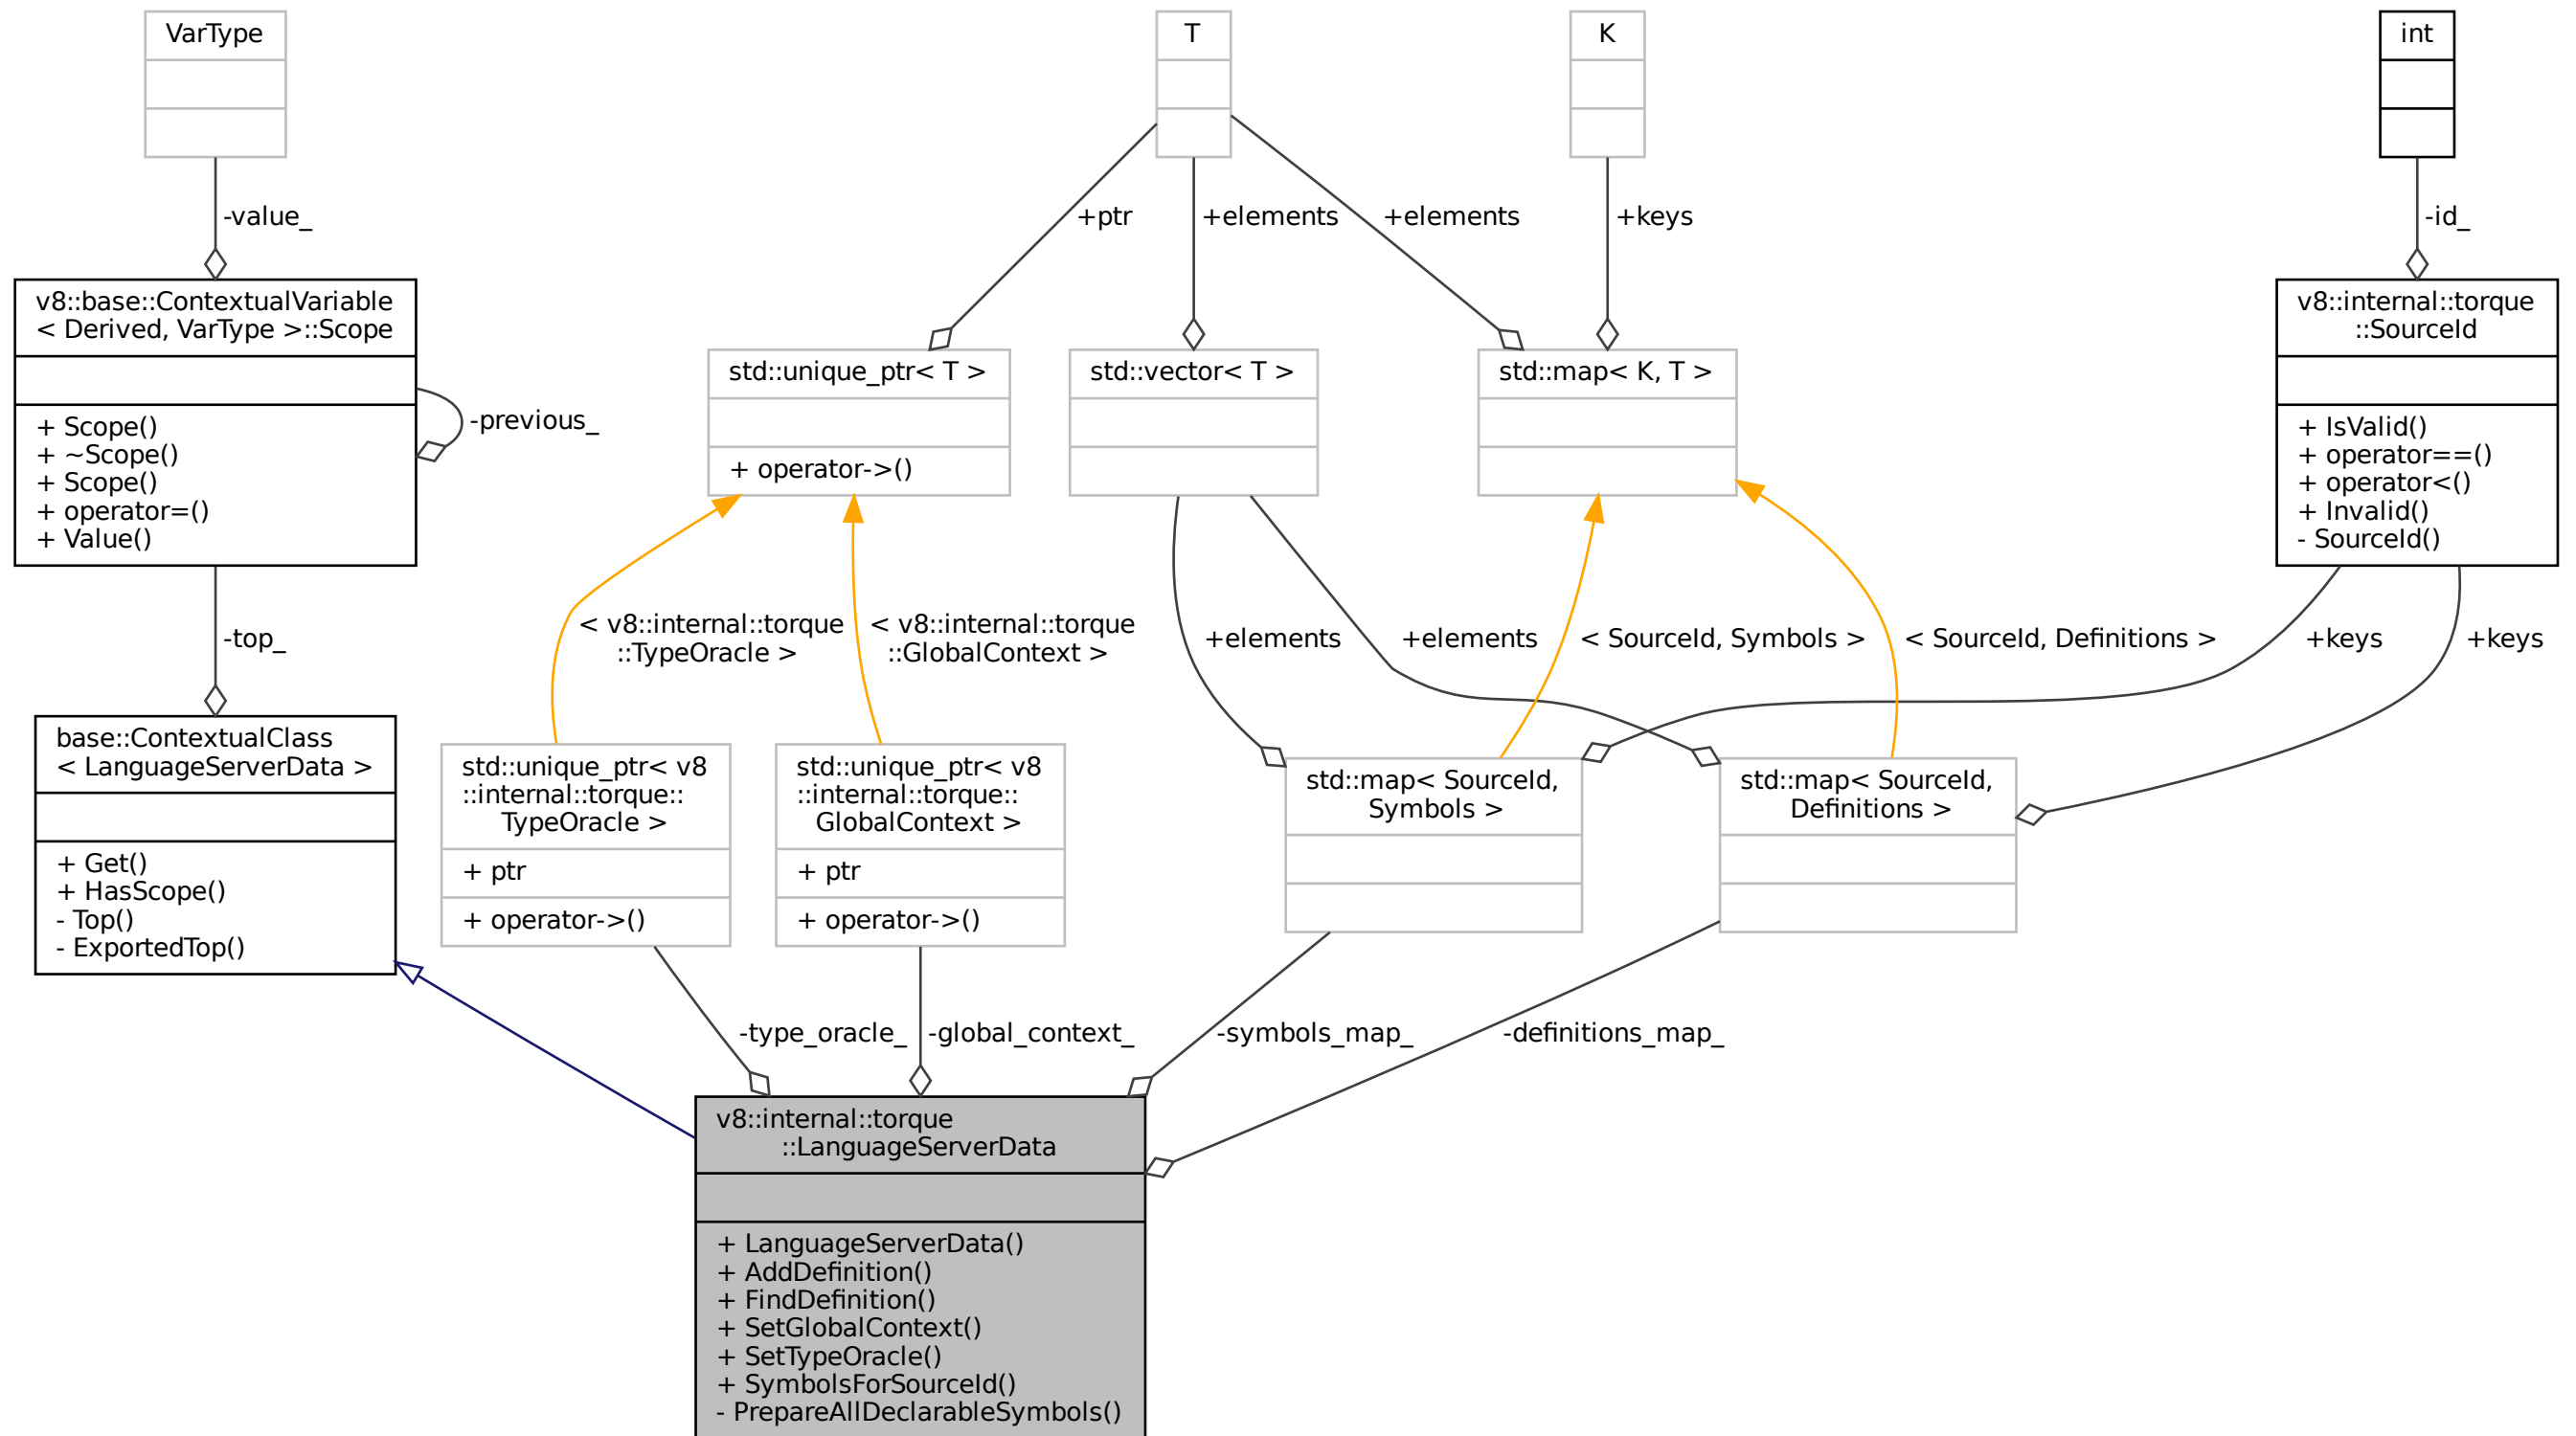 VarType
T
K
int
-value_
+ptr
+elements
+elements
+keys
-id_
v8::base::ContextualVariable
< Derived, VarType >::Scope
+ Scope()
+ ~Scope()
+ Scope()
+ operator=()
+ Value()
-previous_
std::unique_ptr< T >
+ operator->()
std::vector< T >
std::map< K, T >
v8::internal::torque
::SourceId
+ IsValid()
+ operator==()
+ operator<()
+ Invalid()
- SourceId()
-top_
< v8::internal::torque
::TypeOracle >
< v8::internal::torque
::GlobalContext >
+elements
+elements
< SourceId, Symbols >
< SourceId, Definitions >
+keys
+keys
base::ContextualClass
< LanguageServerData >
+ Get()
+ HasScope()
- Top()
- ExportedTop()
std::unique_ptr< v8
::internal::torque::
TypeOracle >
+ ptr
+ operator->()
std::unique_ptr< v8
::internal::torque::
GlobalContext >
+ ptr
+ operator->()
std::map< SourceId,
Symbols >
std::map< SourceId,
Definitions >
-type_oracle_
-global_context_
-symbols_map_
-definitions_map_
v8::internal::torque
::LanguageServerData
+ LanguageServerData()
+ AddDefinition()
+ FindDefinition()
+ SetGlobalContext()
+ SetTypeOracle()
+ SymbolsForSourceId()
- PrepareAllDeclarableSymbols()